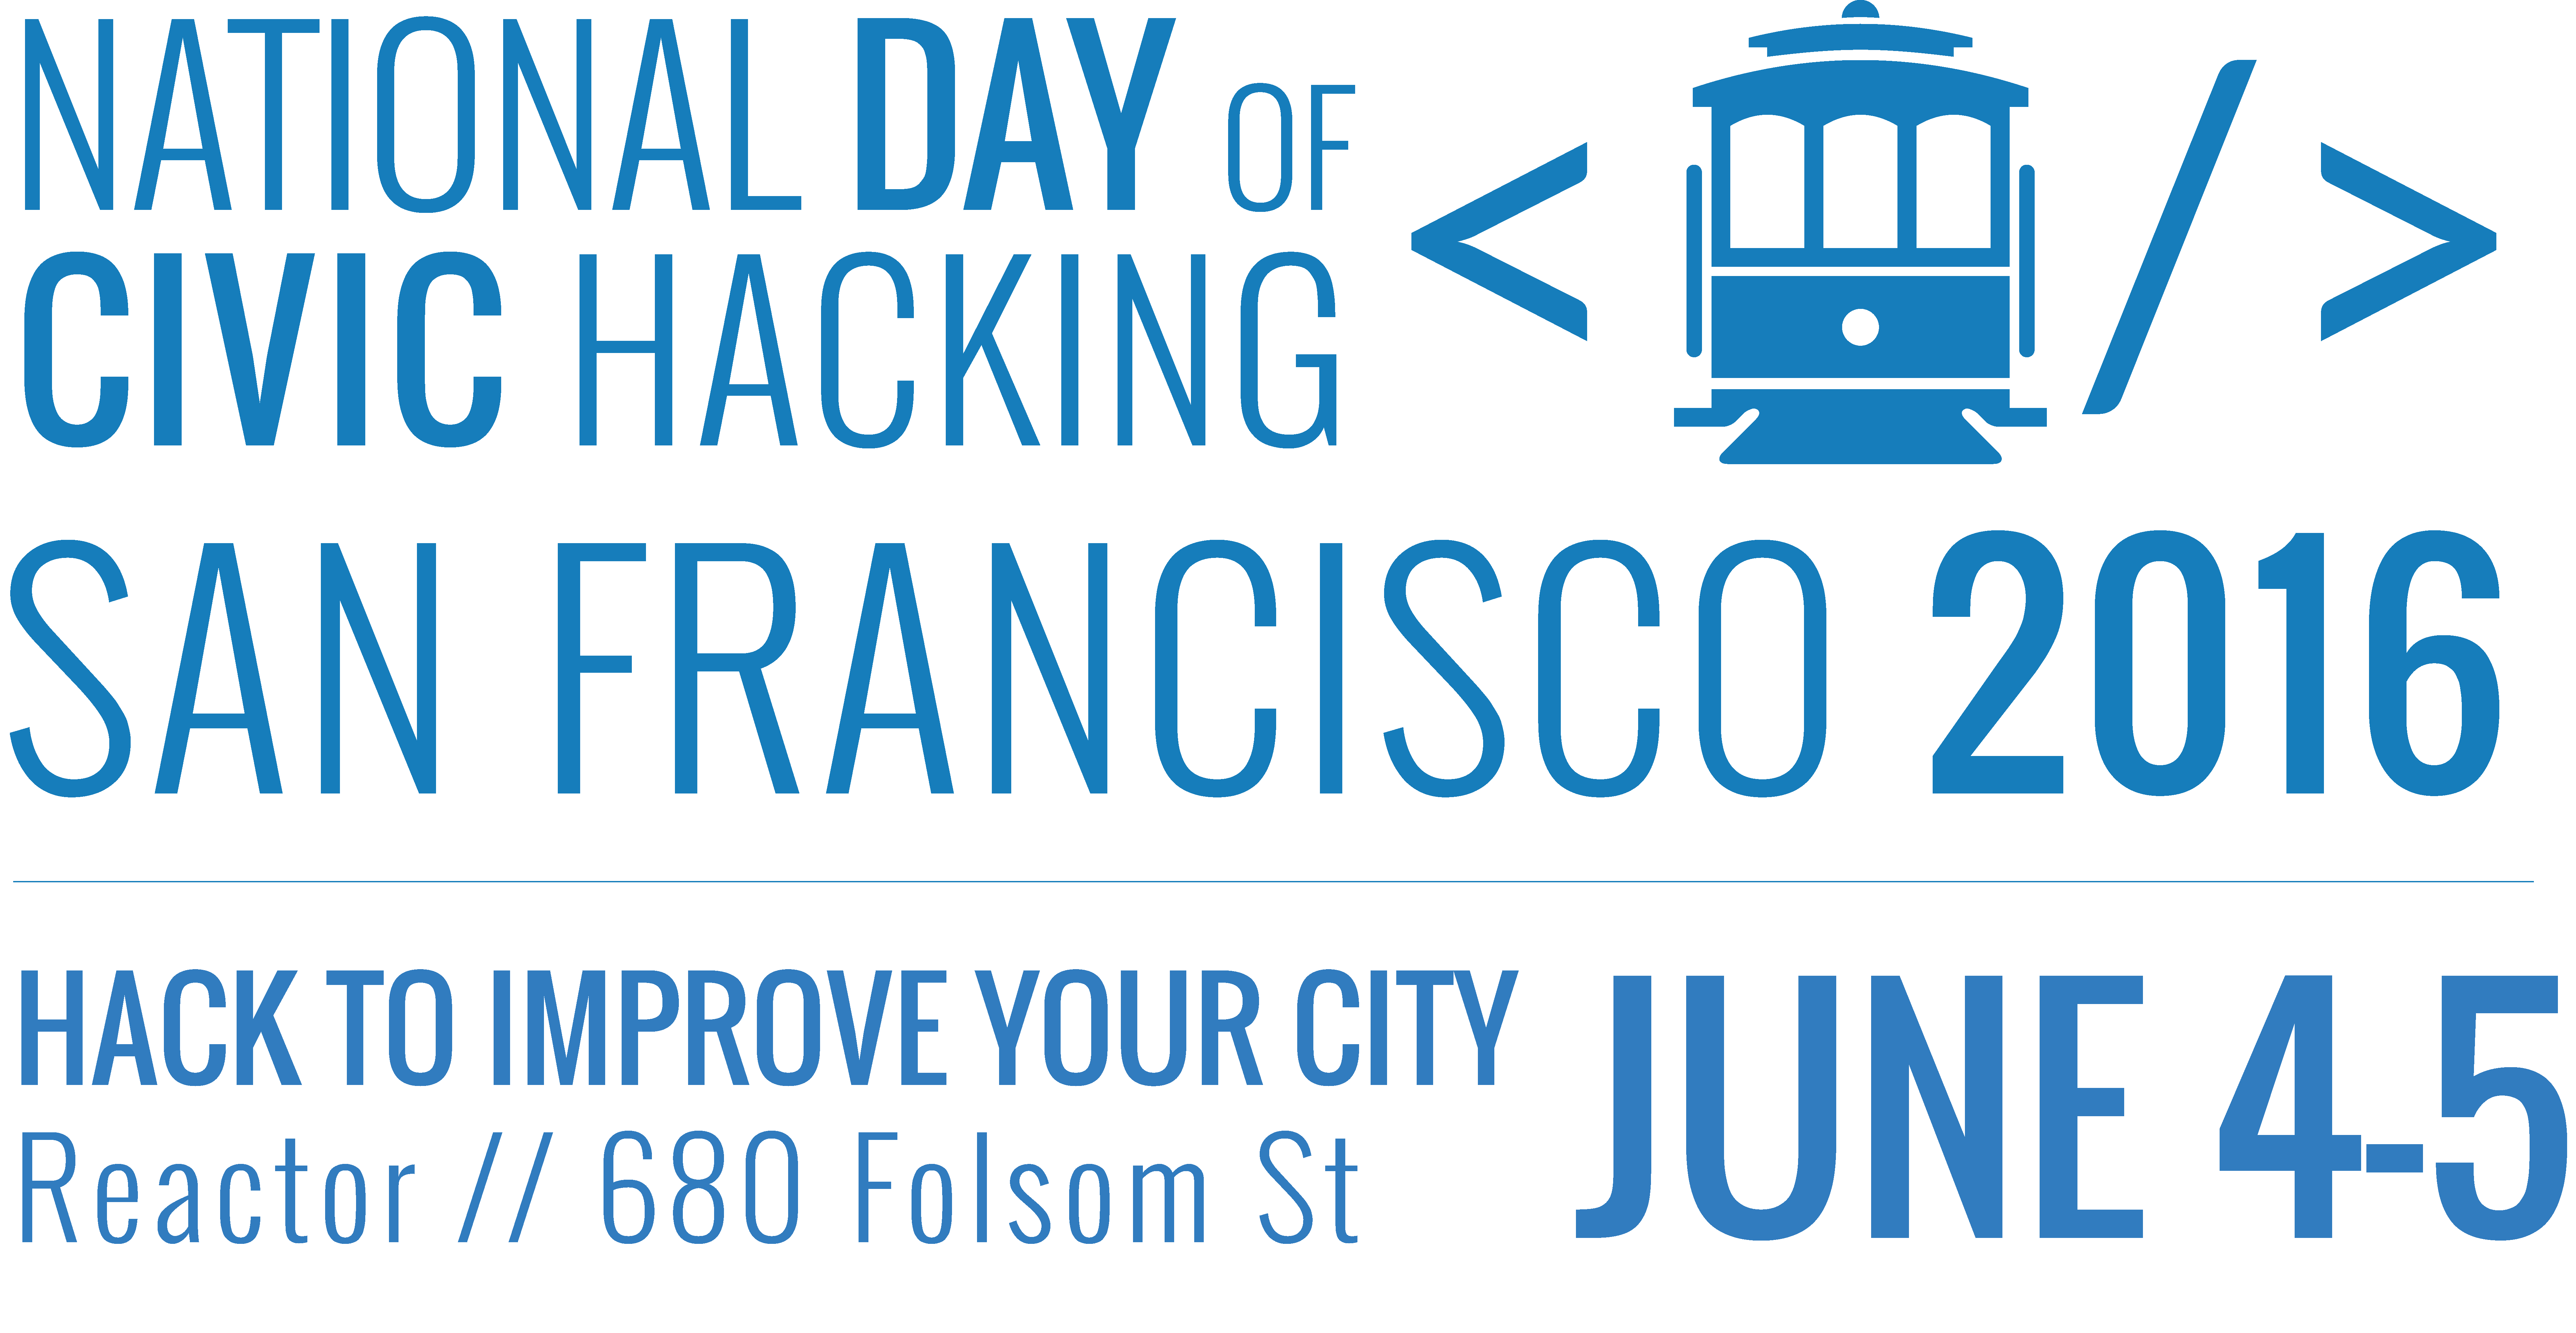 NATIONAL DAY OF
CIVIC HACKING
< / >
SAN FRANCISCO 2016
HACK TO IMPROVE YOUR CITY
Reactor // 680 Folsom St
JUNE 4-5